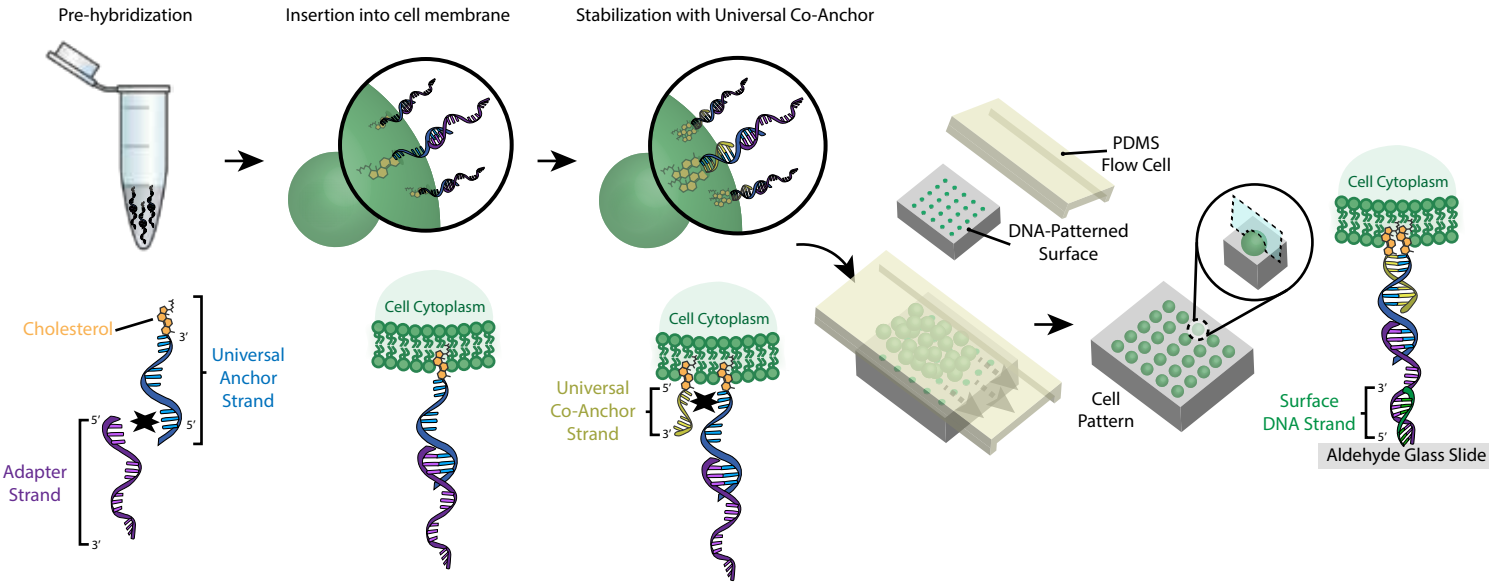 Pre-hybridization
Insertion into cell membrane
Stabilization with Universal Co-Anchor
PDMS
Flow Cell
DNA-Patterned
Surface
Cell Cytoplasm
Cholesterol
3′
Universal
Anchor
Strand
5′
5′
Adapter
Strand
3′
Cell Cytoplasm
Cell Cytoplasm
5′
Universal
Co-Anchor
Strand
3′
Cell
Pattern
3′
Surface
DNA Strand
5′
Aldehyde Glass Slide